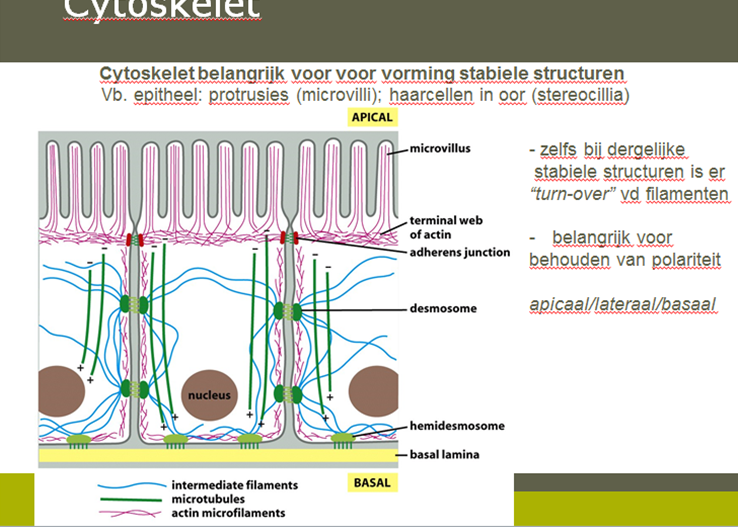 Cytoskelet
Cytoskelet belangrijk voor voor vorming stabiele structuren
Vb. epitheel: protrusies (microvilli); haarcellen in oor (stereocillia)
APICAL
microvillus
terminal web
of actin
adherens junction
desmosome
nucleus
hemidesmosome
basal lamina
BASAL
intermediate filaments
microtubules
actin microfilaments
- zelfs bij dergelijke
stabiele structuren is er
“turn-over” vd filamenten
- belangrijk voor
behouden van polariteit
apicaal/lateraal/basaal